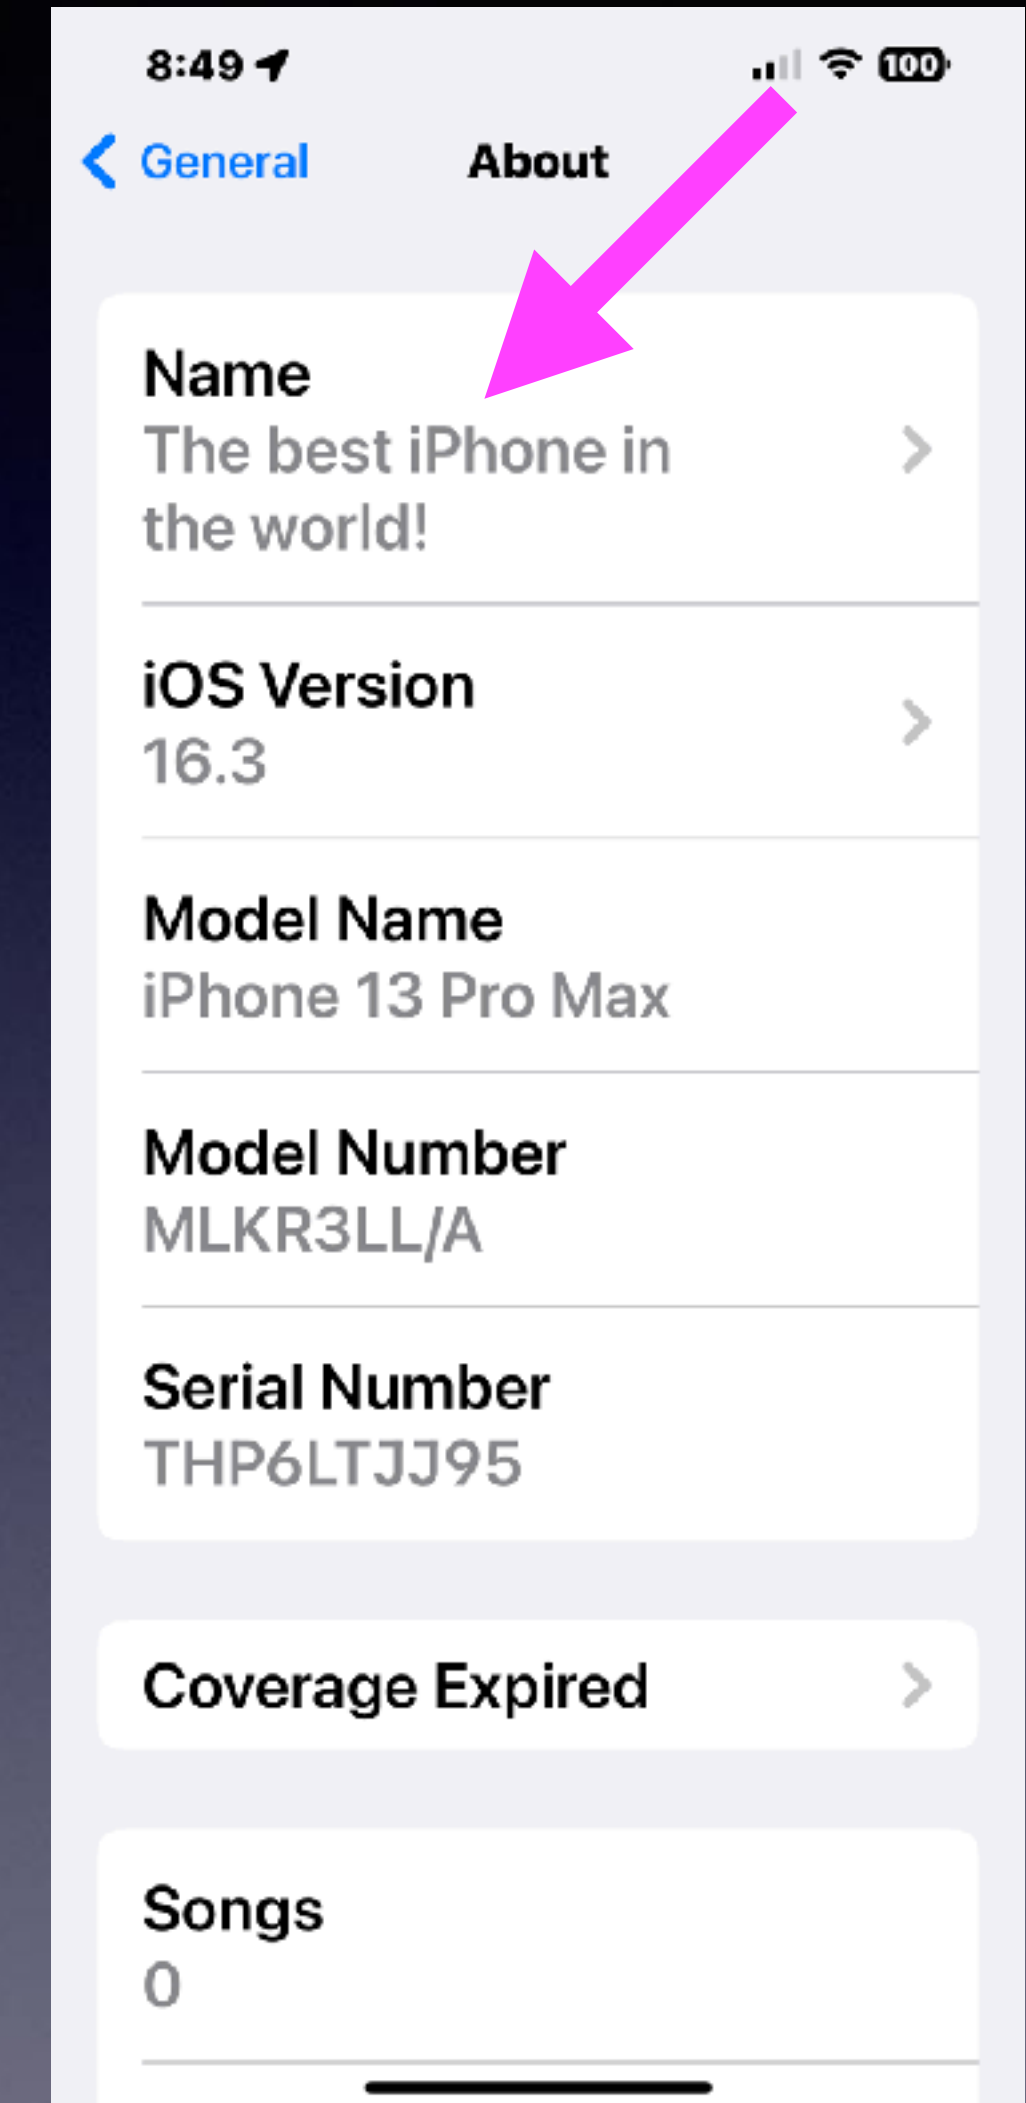 8:49
100
General
About
Name
The best iPhone in
the world!
iOS Version
16.3
Model Name
iPhone 13 Pro Max
Model Number
MLKR3LL/A
Serial Number
THP6LTJJ95
Coverage Expired
Songs
0